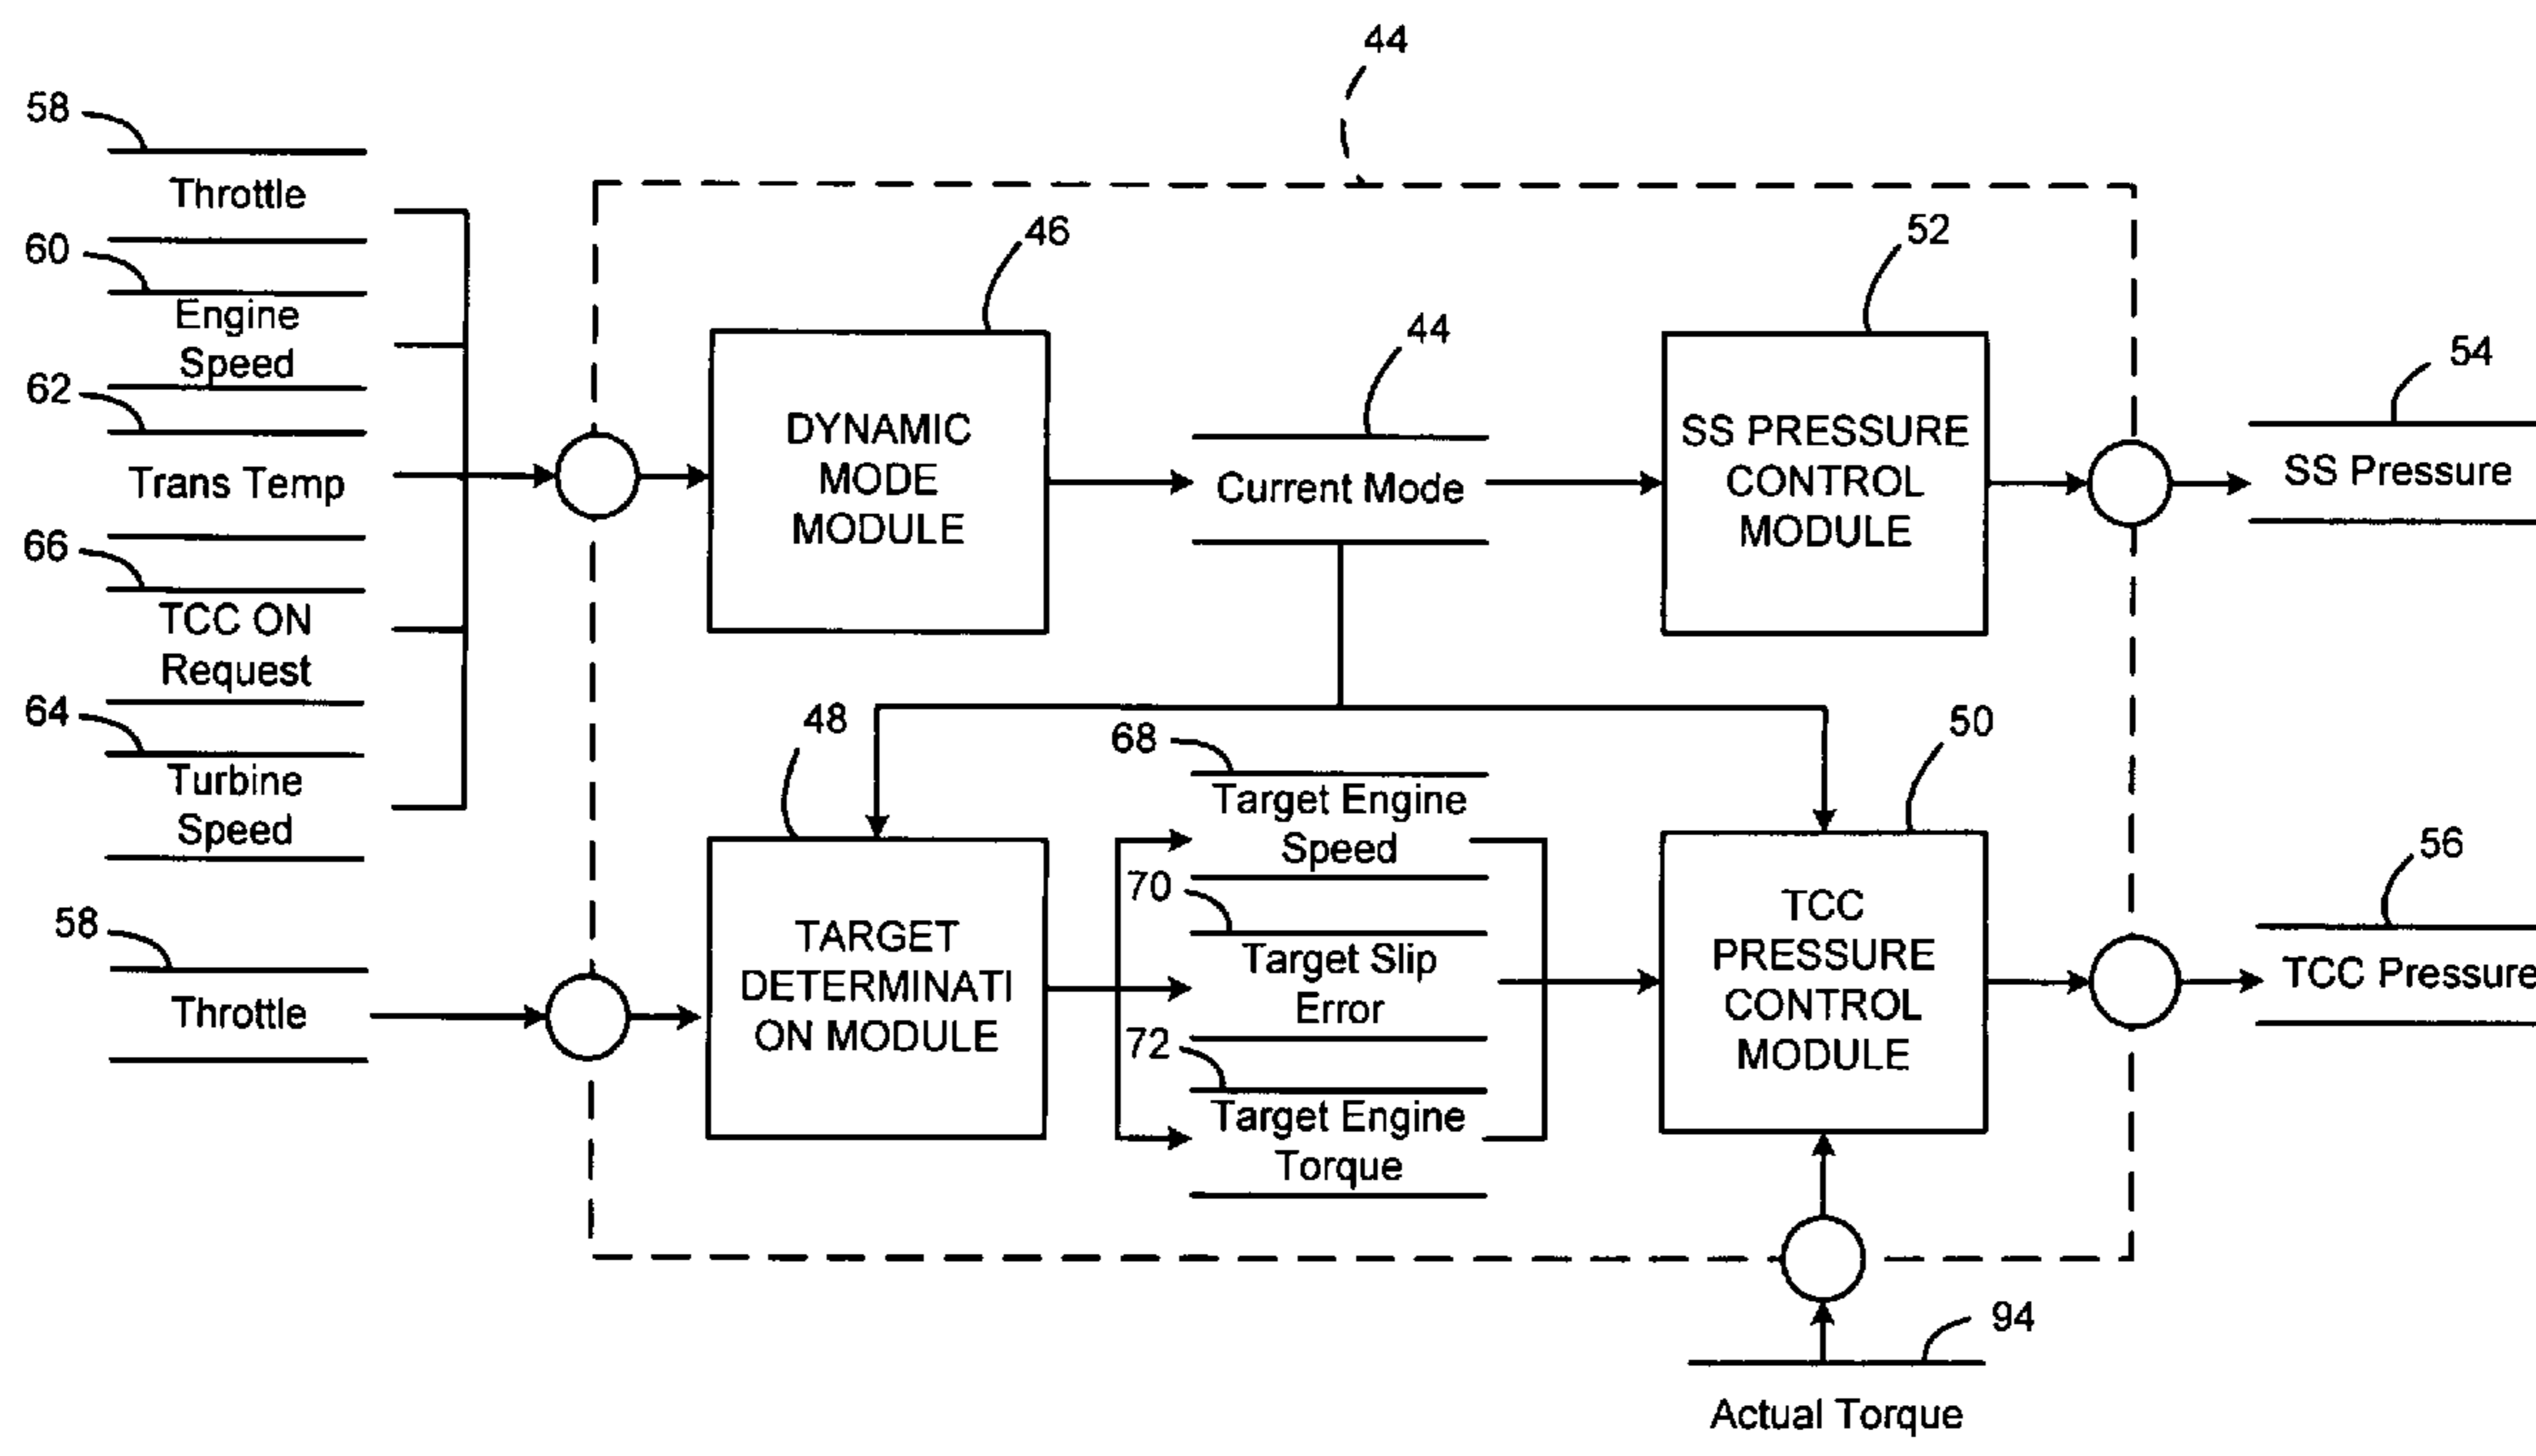 44
58
Throttle
60
Engine
Speed
62
Trans Temp
66
TCC ON
Request
64
Turbine
Speed
58
Throttle
46
DYNAMIC
MODE
MODULE
44
Current Mode
52
SS PRESSURE
CONTROL
MODULE
54
SS Pressure
48
TARGET
DETERMINATI
ON MODULE
68
Target Engine
Speed
70
Target Slip
Error
72
Target Engine
Torque
50
TCC
PRESSURE
CONTROL
MODULE
56
TCC Pressure
94
Actual Torque